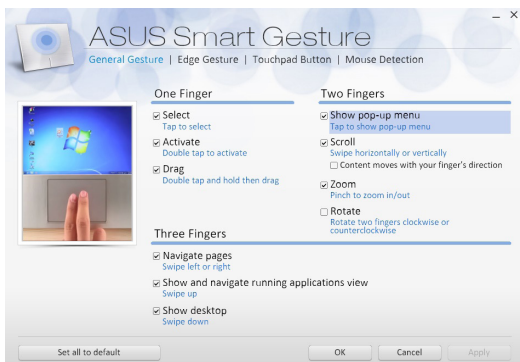 ASUS Smart Gesture
General Gesture | Edge Gesture | Touchpad Button | Mouse Detection
One Finger
Select
Tap to select
Activate
Double tap to activate
Drag
Double tap and hold then drag
Two Fingers
Show pop-up menu
Tap to show pop-up menu
Scroll
Swipe horizontally or vertically
Content moves with your finger's direction
Zoom
Pinch to zoom in/out
Rotate
Rotate two fingers clockwise or
counterclockwise
Three Fingers
Navigate pages
Swipe left or right
Show and navigate running applications view
Swipe up
Show desktop
Swipe down
Set all to default
OK
Cancel
Apply